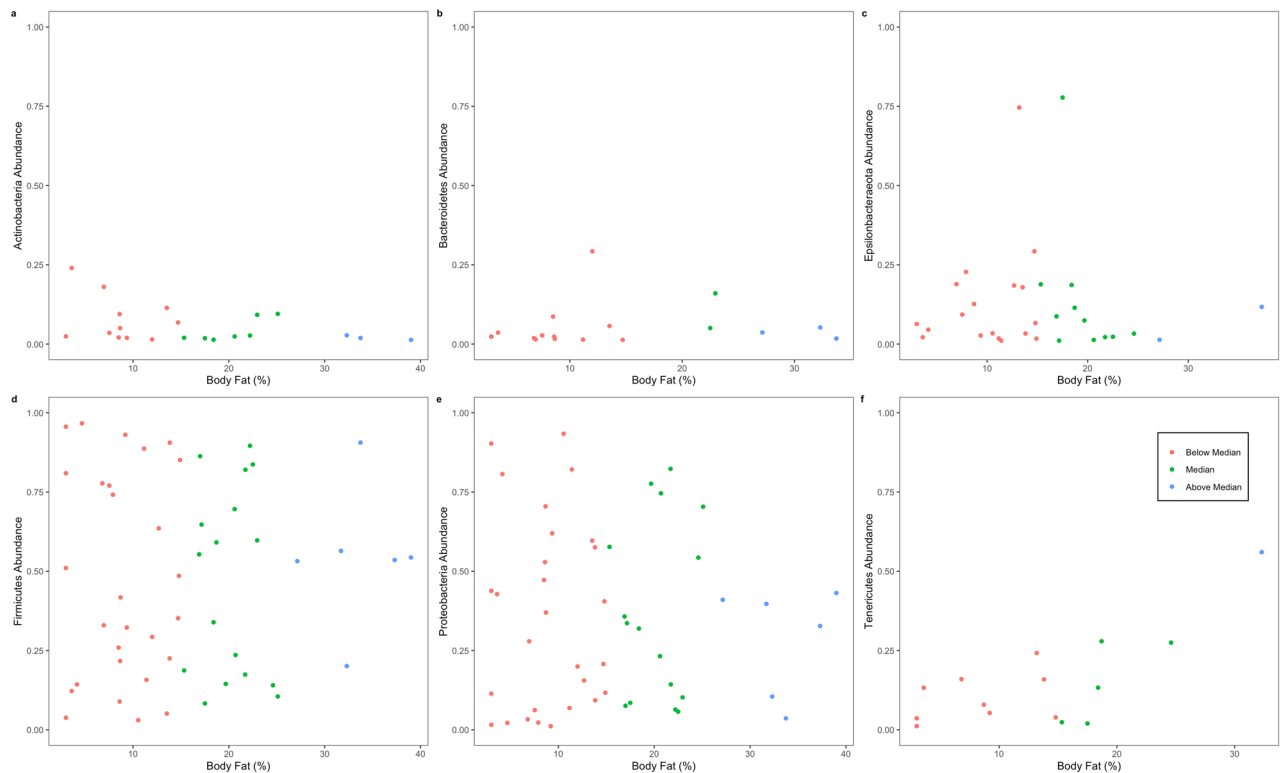 a
1.00
0.75
0.50
0.25
0.00
Actinobacteria Abundance
10
20
30
40
Body Fat (%)
b
1.00
0.75
0.50
0.25
0.00
Bacteroidetes Abundance
10
20
30
Body Fat (%)
c
1.00
0.75
0.50
0.25
0.00
Epsilonbacteraeota Abundance
10
20
30
Body Fat (%)
d
1.00
0.75
0.50
0.25
0.00
Firmicutes Abundance
10
20
30
40
Body Fat (%)
e
1.00
0.75
0.50
0.25
0.00
Proteobacteria Abundance
10
20
30
40
Body Fat (%)
f
1.00
0.75
0.50
0.25
0.00
Tenericutes Abundance
10
20
30
Body Fat (%)
Below Median
Median
Above Median